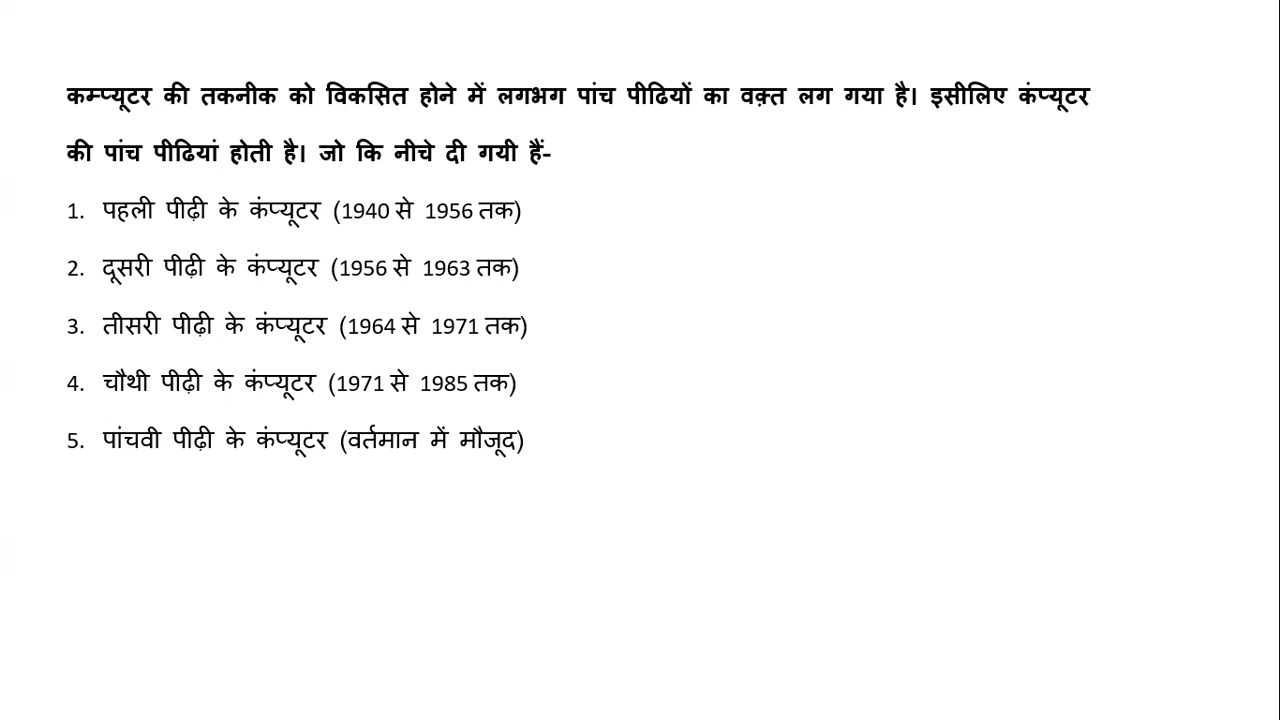 कम्प्यूटर की तकनीक को विकसित होने में लगभग पांच पीढियों का वक़्त लग गया है। इसीलिए कंप्यूटर
की पांच पीढियां होती है। जो कि नीचे दी गयी हैं-
1. पहली पीढ़ी के कंप्यूटर (1940 से 1956 तक)
2. दूसरी पीढ़ी के कंप्यूटर (1956 से 1963 तक)
3. तीसरी पीढ़ी के कंप्यूटर (1964 से 1971 तक)
4. चौथी पीढ़ी के कंप्यूटर (1971 से 1985 तक)
5. पांचवी पीढ़ी के कंप्यूटर (वर्तमान में मौजूद)